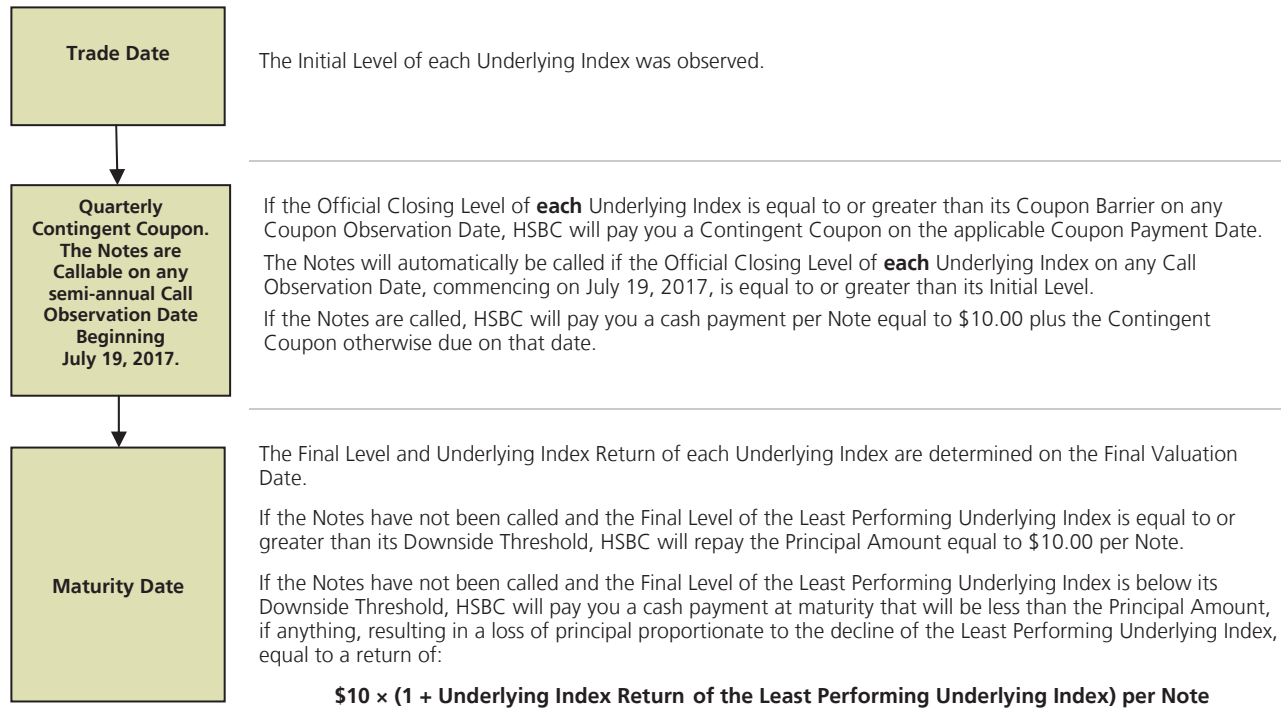 Trade Date
The Initial Level of each Underlying Index was observed.
Quarterly
Contingent Coupon.
The Notes are
Callable on any
semi-annual Call
Observation Date
Beginning
July 19, 2017.
If the Official Closing Level of each Underlying Index is equal to or greater than its Coupon Barrier on any
Coupon Observation Date, HSBC will pay you a Contingent Coupon on the applicable Coupon Payment Date.
The Notes will automatically be called if the Official Closing Level of each Underlying Index on any Call
Observation Date, commencing on July 19, 2017, is equal to or greater than its Initial Level.
If the Notes are called, HSBC will pay you a cash payment per Note equal to $10.00 plus the Contingent
Coupon otherwise due on that date.
Maturity Date
The Final Level and Underlying Index Return of each Underlying Index are determined on the Final Valuation
Date.
If the Notes have not been called and the Final Level of the Least Performing Underlying Index is equal to or
greater than its Downside Threshold, HSBC will repay the Principal Amount equal to $10.00 per Note.
If the Notes have not been called and the Final Level of the Least Performing Underlying Index is below its
Downside Threshold, HSBC will pay you a cash payment at maturity that will be less than the Principal Amount,
if anything, resulting in a loss of principal proportionate to the decline of the Least Performing Underlying Index,
equal to a return of:
$10 × (1 + Underlying Index Return of the Least Performing Underlying Index) per Note